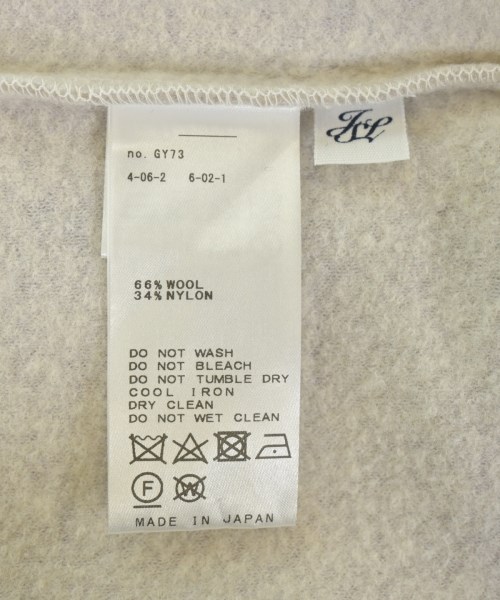 no. GY73
4-06-2 6-02-1
66% WOOL
34% NYLON
DO NOT WASH
DO NOT BLEACH
DO NOT TUMBLE DRY
COOL IRON
DRY CLEAN
DO NOT WET CLEAN
F W
MADE IN JAPAN